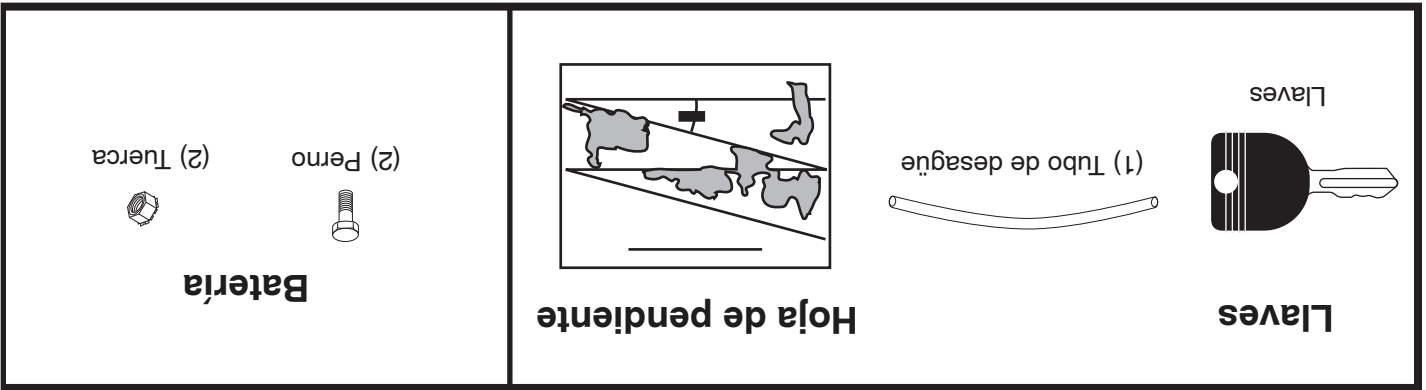 Llaves
Llaves
(1) Tubo de desagüe
Hoja de pendiente
Batería
(2) Perno
(2) Tuerca